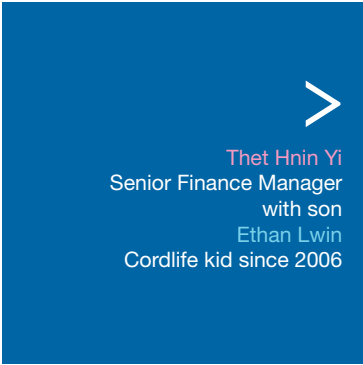 >
Thet Hnin Yi
Senior Finance Manager
with son
Ethan Lwin
Cordlife kid since 2006